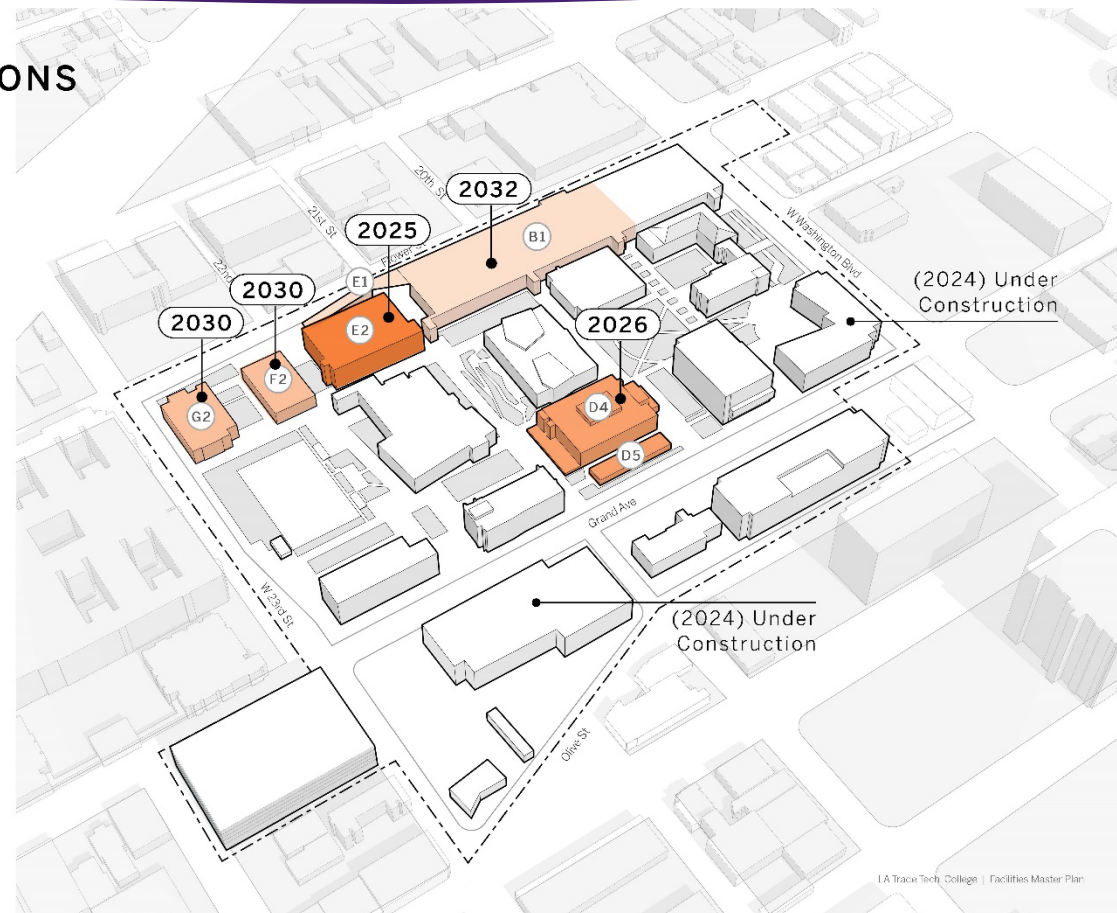 ONS
20th St
2032
W Washington Blvd
21st St
2025
B1
Flower St
22nd
E1
2030
(2024) Under
Construction
2030
E2
2026
F2
G2
D4
D5
Grand Ave
W 23rd St
(2024) Under
Construction
Olive St
LA Trace Tech College | Facilities Master Plan